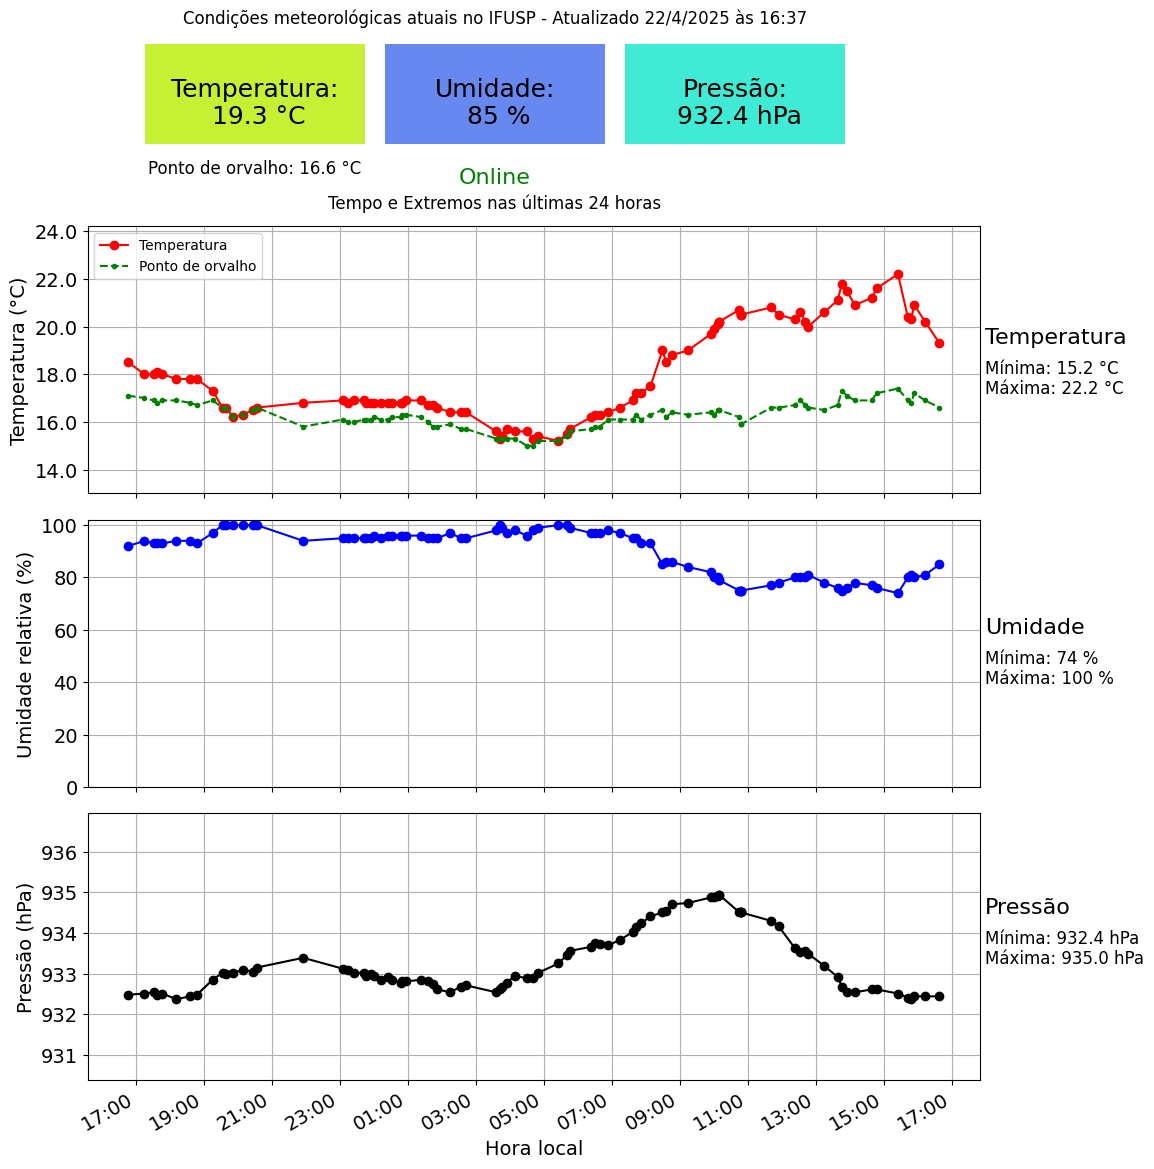 Condições meteorológicas atuais no IFUSP - Atualizado 22/4/2025 às 16:37
Temperatura:
19.3 °C
Umidade:
85 %
Pressão:
932.4 hPa
Ponto de orvalho: 16.6 °C
Online
Tempo e Extremos nas últimas 24 horas
Temperatura (°C)
24.0
22.0
20.0
18.0
16.0
14.0
Temperatura
Ponto de orvalho
Temperatura
Mínima: 15.2 °C
Máxima: 22.2 °C
Umidade relativa (%)
100
80
60
40
20
0
Umidade
Mínima: 74 %
Máxima: 100 %
Pressão (hPa)
936
935
934
933
932
931
Pressão
Mínima: 932.4 hPa
Máxima: 935.0 hPa
17:00
19:00
21:00
23:00
01:00
03:00
05:00
07:00
09:00
11:00
13:00
15:00
17:00
Hora local